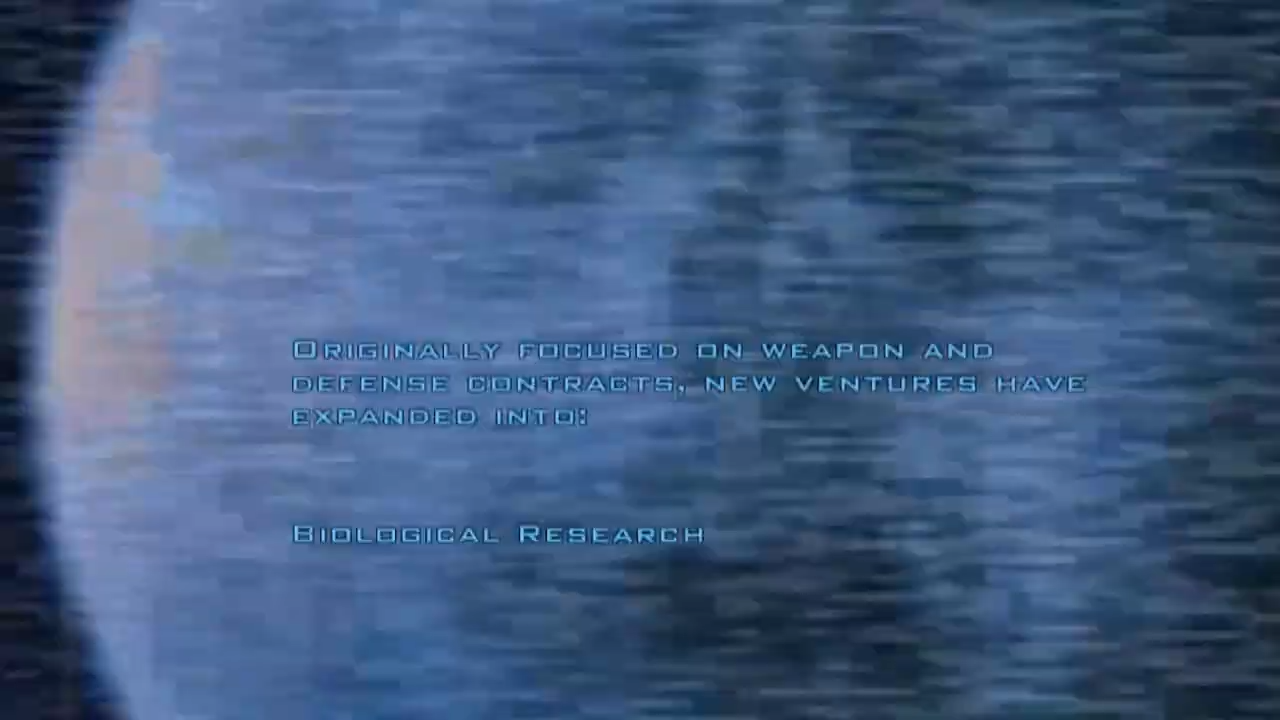 Originally focused on weapon and
defense contracts, new ventures have
expanded into:
Biological Research